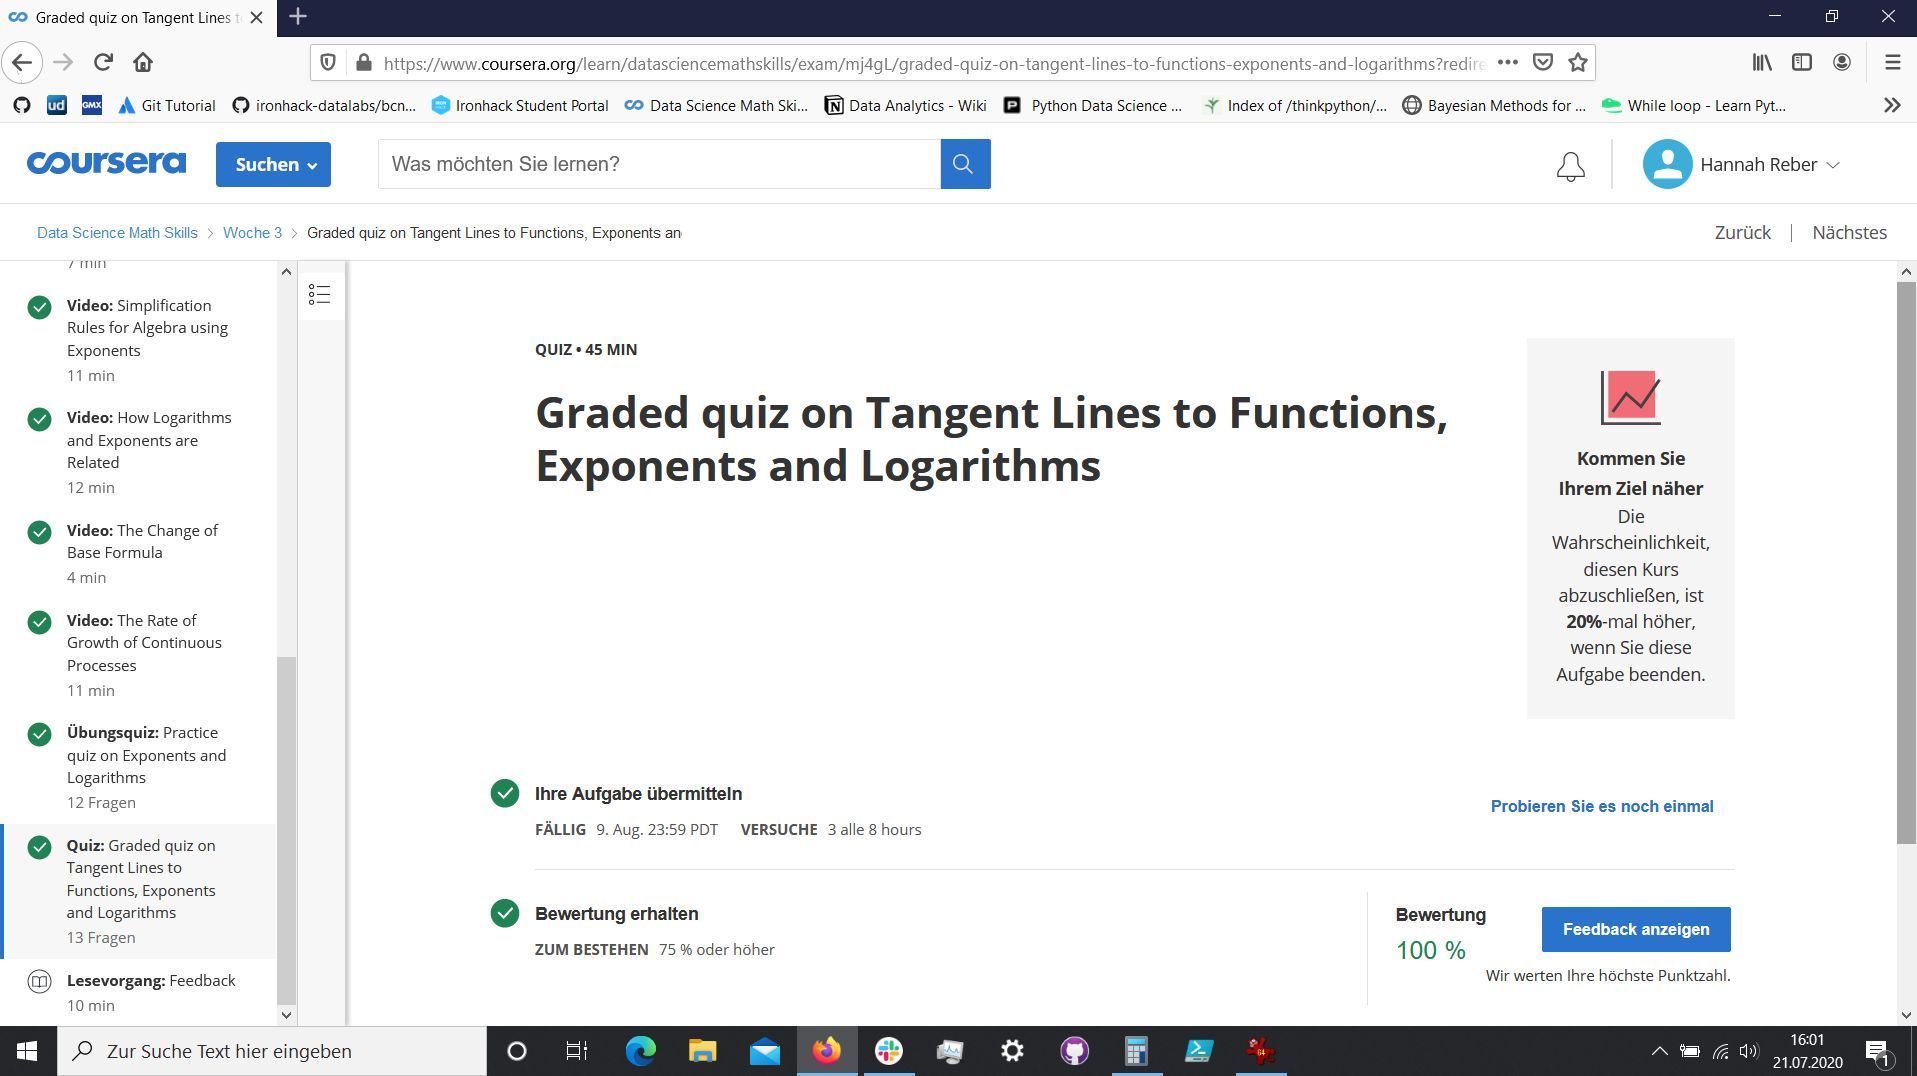 Graded quiz on Tangent Lines to
https://www.coursera.org/learn/datasciencemathskills/exam/mj4gL/graded-quiz-on-tangent-lines-to-functions-exponents-and-logarithms?redire
ud GMX Git Tutorial ironhack-datalabs/bcn... Ironhack Student Portal Data Science Math Ski... Data Analytics - Wiki Python Data Science ... Index of /thinkpython/... Bayesian Methods for ... While loop - Learn Pyt...
coursera Suchen Was möchten Sie lernen? Hannah Reber
Data Science Math Skills > Woche 3 > Graded quiz on Tangent Lines to Functions, Exponents an
Zurück | Nächstes
7 min
Video: Simplification
Rules for Algebra using
Exponents
11 min
Video: How Logarithms
and Exponents are
Related
12 min
Video: The Change of
Base Formula
4 min
Video: The Rate of
Growth of Continuous
Processes
11 min
Übungsquiz: Practice
quiz on Exponents and
Logarithms
12 Fragen
Quiz: Graded quiz on
Tangent Lines to
Functions, Exponents
and Logarithms
13 Fragen
Lesevorgang: Feedback
10 min
QUIZ • 45 MIN
Graded quiz on Tangent Lines to Functions,
Exponents and Logarithms
Kommen Sie
Ihrem Ziel näher
Die
Wahrscheinlichkeit,
diesen Kurs
abzuschließen, ist
20%-mal höher,
wenn Sie diese
Aufgabe beenden.
Ihre Aufgabe übermitteln
FÄLLIG 9. Aug. 23:59 PDT VERSUCHE 3 alle 8 hours
Probieren Sie es noch einmal
Bewertung erhalten
ZUM BESTEHEN 75 % oder höher
Bewertung
100 %
Feedback anzeigen
Wir werten Ihre höchste Punktzahl.
Zur Suche Text hier eingeben
64
16:01
21.07.2020
1